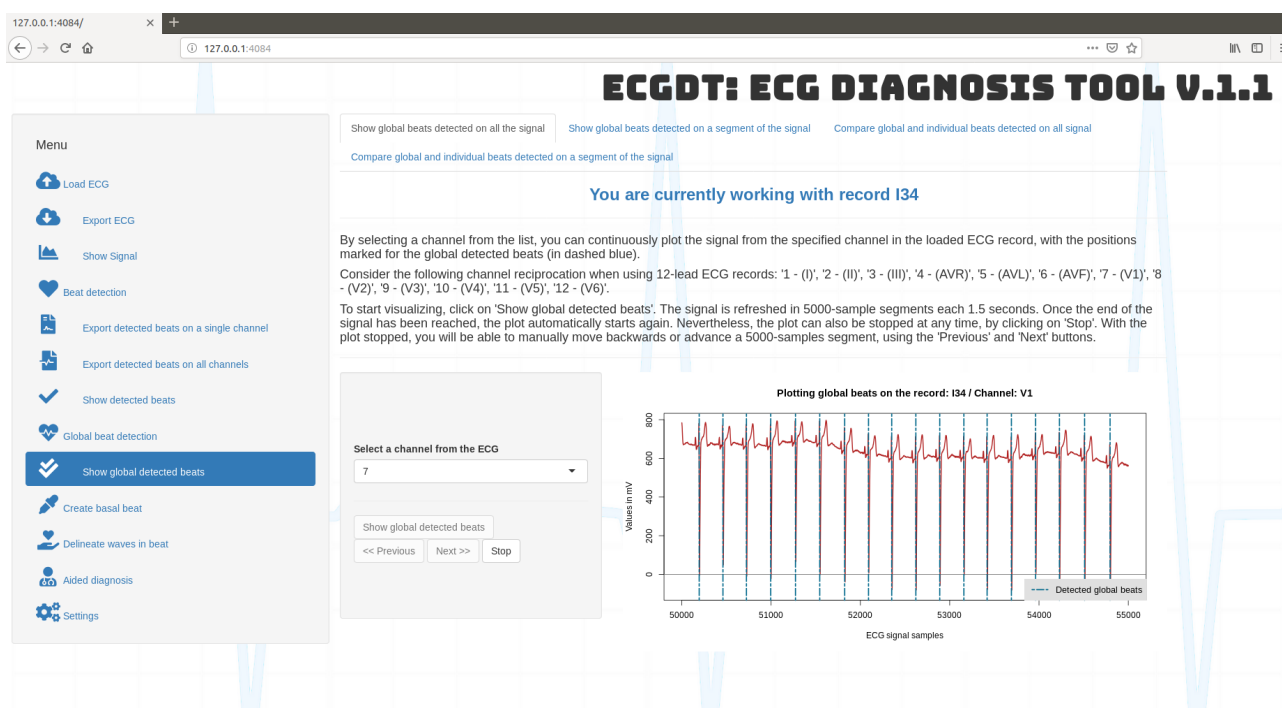 127.0.0.1:4084/
127.0.0.1:4084
ECGDT: ECG DIAGNOSIS TOOL V.1.1
Menu
Load ECG
Export ECG
Show Signal
Beat detection
Export detected beats on a single channel
Export detected beats on all channels
Show detected beats
Global beat detection
Show global detected beats
Create basal beat
Delineate waves in beat
Aided diagnosis
Settings
Show global beats detected on all the signal Show global beats detected on a segment of the signal Compare global and individual beats detected on all signal
Compare global and individual beats detected on a segment of the signal
You are currently working with record I34
By selecting a channel from the list, you can continuously plot the signal from the specified channel in the loaded ECG record, with the positions
marked for the global detected beats (in dashed blue).
Consider the following channel reciprocation when using 12-lead ECG records: '1 - (I)', '2 - (II)', '3 - (III)', '4 - (AVR)', '5 - (AVL)', '6 - (AVF)', '7 - (V1)', '8
- (V2)', '9 - (V3)', '10 - (V4)', '11 - (V5)', '12 - (V6)'.
To start visualizing, click on 'Show global detected beats'. The signal is refreshed in 5000-sample segments each 1.5 seconds. Once the end of the
signal has been reached, the plot automatically starts again. Nevertheless, the plot can also be stopped at any time, by clicking on 'Stop'. With the
plot stopped, you will be able to manually move backwards or advance a 5000-samples segment, using the 'Previous' and 'Next' buttons.
Select a channel from the ECG
7
Show global detected beats
<< Previous Next >> Stop
Plotting global beats on the record: I34 / Channel: V1
Values in mV
800
600
400
200
0
Detected global beats
50000 51000 52000 53000 54000 55000
ECG signal samples